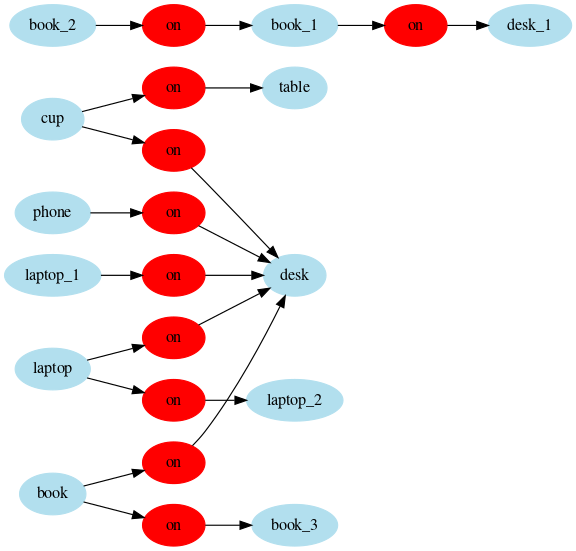 book_2 on book_1 on desk_1
on table
cup
on
phone on
laptop_1 on desk
on
laptop
on laptop_2
on
book
on book_3